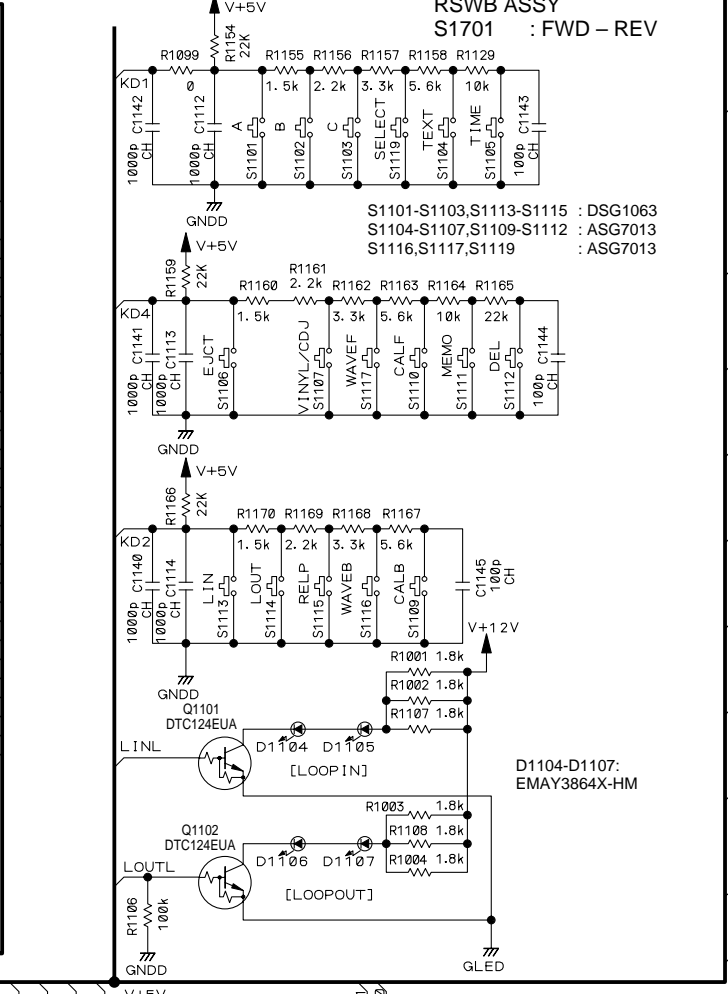 RSWB ASSY
S1701 : FWD – REV
V+5V
R1154
22K
R1099
0
R1155
1.5k
R1156
2.2k
R1157
3.3k
R1158
5.6k
R1129
10k
KD1
C1142
1000p
CH
C1112
1000p
CH
A
S1101
B
S1102
C
S1103
SELECT
S1119
TEXT
S1104
TIME
S1105
C1143
100p
CH
GNDD
S1101-S1103,S1113-S1115 : DSG1063
S1104-S1107,S1109-S1112 : ASG7013
S1116,S1117,S1119 : ASG7013
V+5V
R1159
22K
R1160
1.5k
R1161
2.2k
R1162
3.3k
R1163
5.6k
R1164
10k
R1165
22k
KD4
C1141
1000p
CH
C1113
1000p
CH
EJCT
S1106
VINYL/CDJ
S1107
WAVEF
S1117
CALF
S1110
MEMO
S1111
DEL
S1112
C1144
100p
CH
GNDD
V+5V
R1166
22K
R1170
1.5k
R1169
2.2k
R1168
3.3k
R1167
5.6k
KD2
C1140
1000p
CH
C1114
1000p
CH
LIN
S1113
LOUT
S1114
RELP
S1115
WAVEB
S1116
CALB
S1109
C1145
100p
CH
GNDD
V+12V
R1001 1.8k
R1002 1.8k
R1107 1.8k
Q1101
DTC124EUA
LINL
D1104 D1105
[LOOPIN]
D1104-D1107:
EMAY3864X-HM
R1003 1.8k
R1108 1.8k
R1004 1.8k
Q1102
DTC124EUA
LOUTL
D1106 D1107
[LOOPOUT]
R1106
100k
GNDD
GLED
V+5V